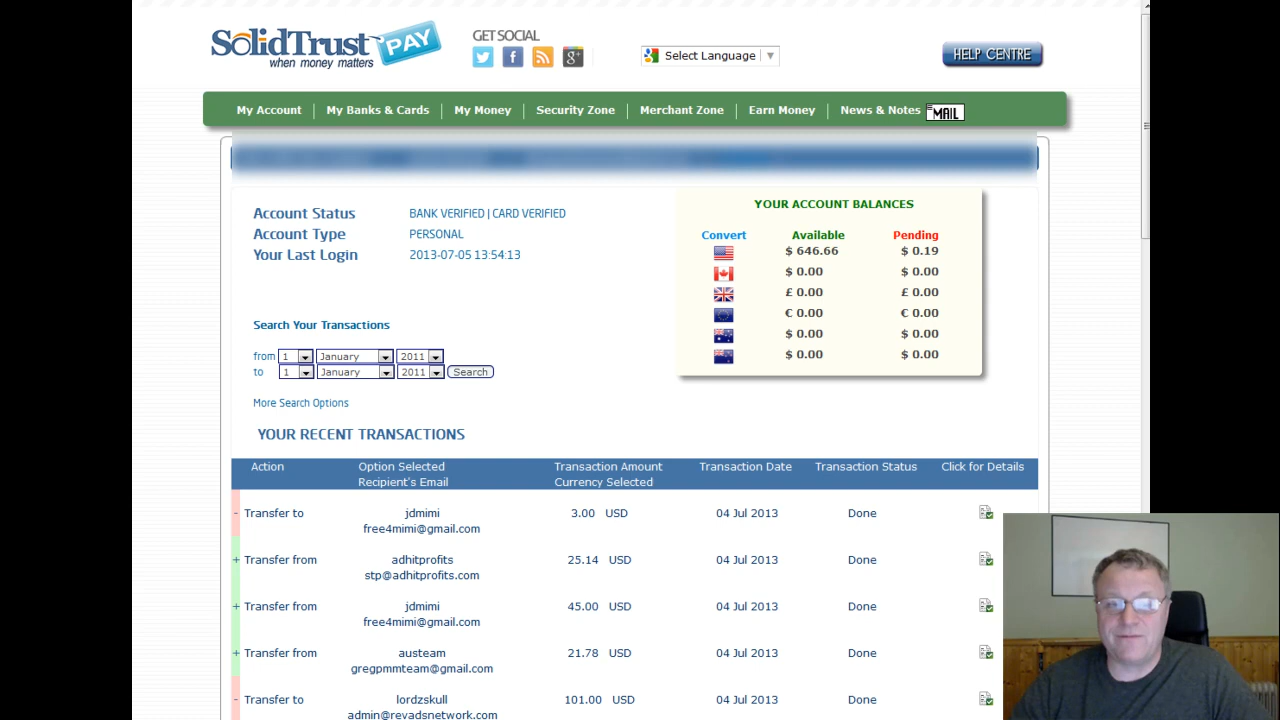 SolidTrust PAY
when money matters
GET SOCIAL
Select Language
HELP CENTRE
My Account
My Banks & Cards
My Money
Security Zone
Merchant Zone
Earn Money
News & Notes
MAIL
Account Status BANK VERIFIED | CARD VERIFIED
Account Type PERSONAL
Your Last Login 2013-07-05 13:54:13
YOUR ACCOUNT BALANCES
Convert Available Pending
$ 646.66 $ 0.19
$ 0.00 $ 0.00
£ 0.00 £ 0.00
€ 0.00 € 0.00
$ 0.00 $ 0.00
$ 0.00 $ 0.00
Search Your Transactions
from 1 January 2011
to 1 January 2011 Search
More Search Options
YOUR RECENT TRANSACTIONS
Action Option Selected Transaction Amount Transaction Date Transaction Status Click for Details
Recipient's Email Currency Selected
- Transfer to jdmimi 3.00 USD 04 Jul 2013 Done
free4mimi@gmail.com
+ Transfer from adhitprofits 25.14 USD 04 Jul 2013 Done
stp@adhitprofits.com
+ Transfer from jdmimi 45.00 USD 04 Jul 2013 Done
free4mimi@gmail.com
+ Transfer from austeam 21.78 USD 04 Jul 2013 Done
gregpmmteam@gmail.com
- Transfer to lordzskull 101.00 USD 04 Jul 2013 Done
admin@revadsnetwork.com